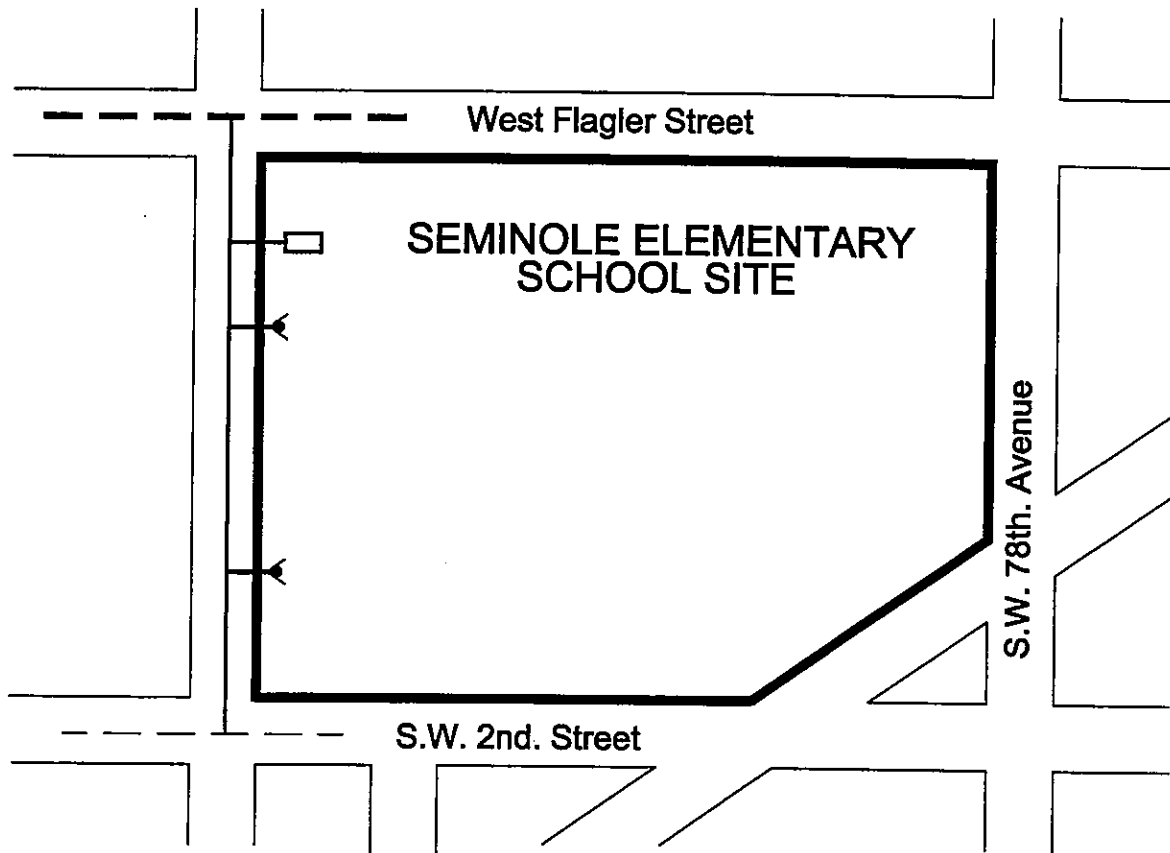 West Flagler Street
SEMINOLE ELEMENTARY
SCHOOL SITE
S.W. 78th. Avenue
S.W. 2nd. Street